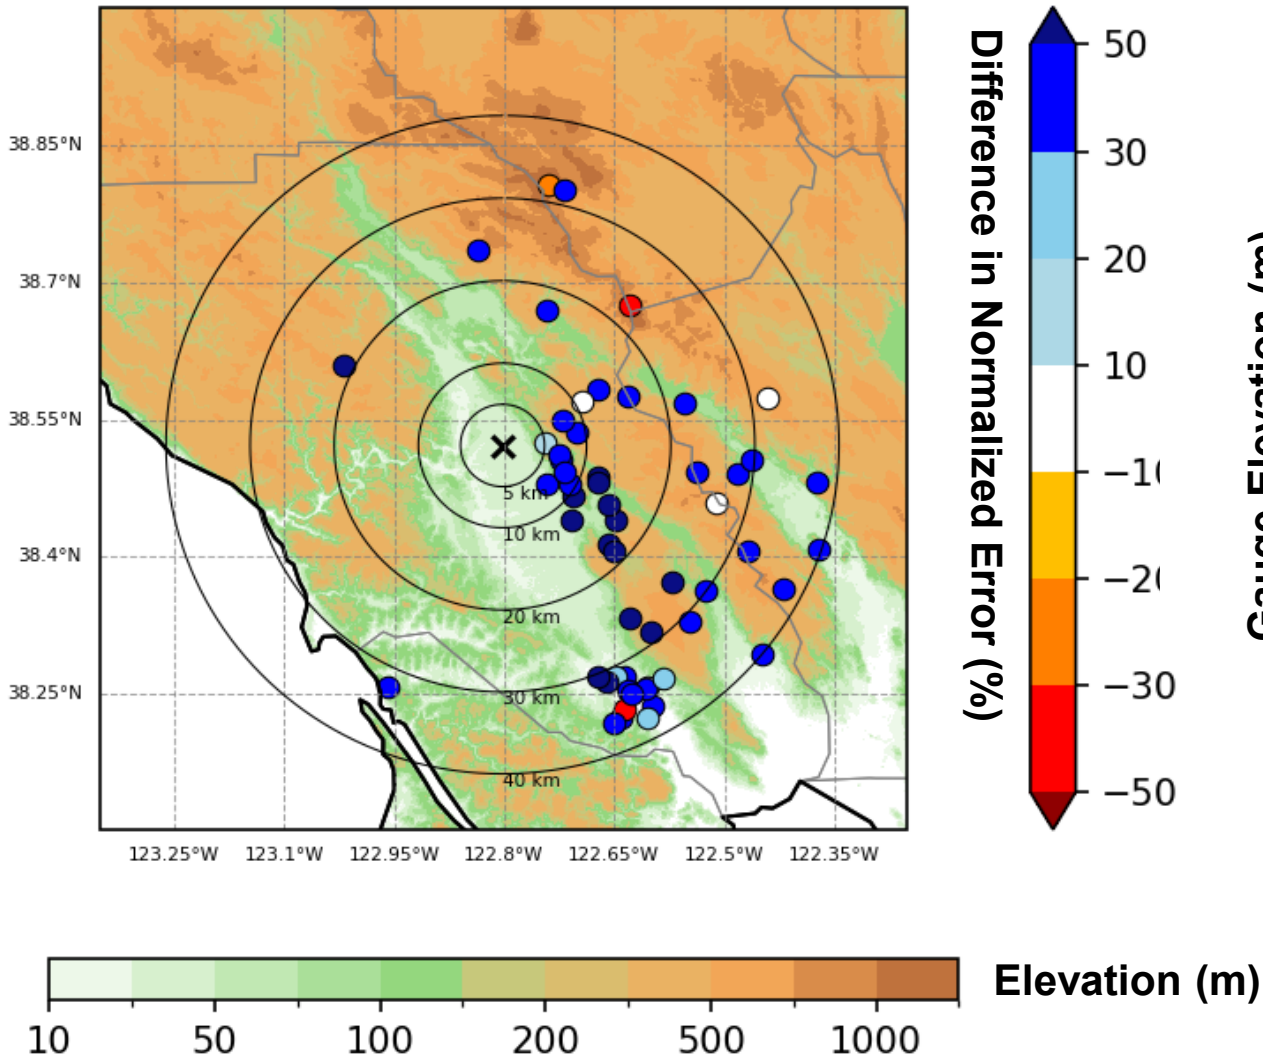 38.85°N
38.7°N
38.55°N
38.4°N
38.25°N
123.25°W 123.1°W 122.95°W 122.8°W 122.65°W 122.5°W 122.35°W
5 km
10 km
20 km
30 km
40 km
Difference in Normalized Error (%)
50
30
20
10
−10
−20
−30
−50
10 50 100 200 500 1000
Elevation (m)